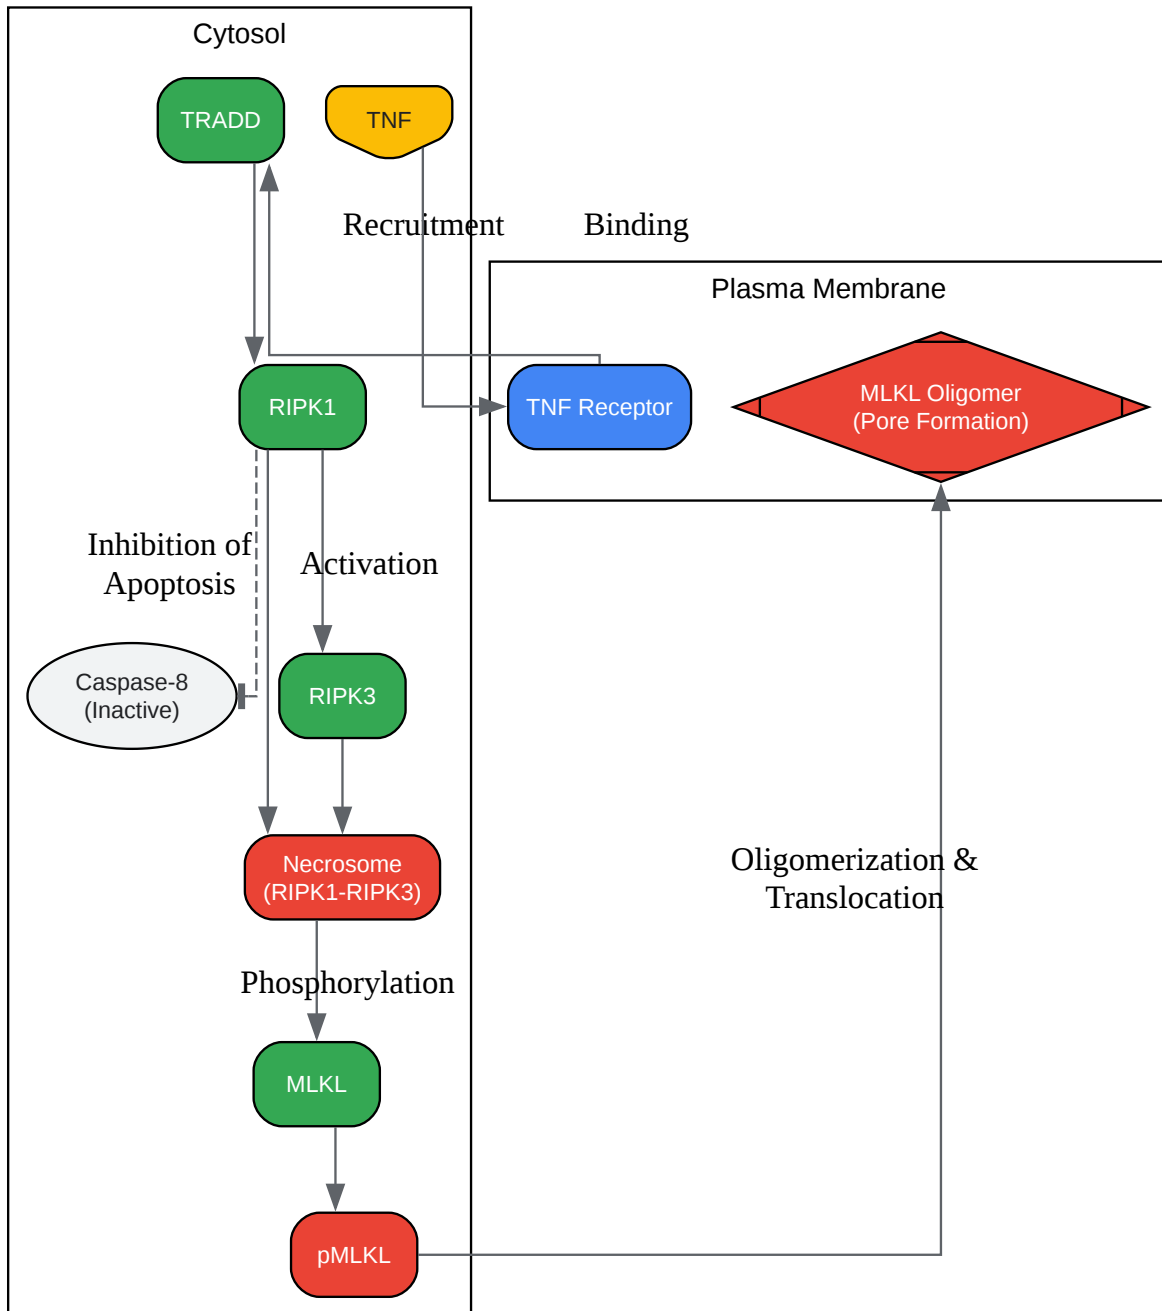 Cytosol
TRADD
TNF
Recruitment
Binding
Plasma Membrane
RIPK1
TNF Receptor
MLKL Oligomer
(Pore Formation)
Inhibition of
Apoptosis
Activation
Caspase-8
(Inactive)
RIPK3
Necrosome
(RIPK1-RIPK3)
Oligomerization &
Translocation
Phosphorylation
MLKL
pMLKL